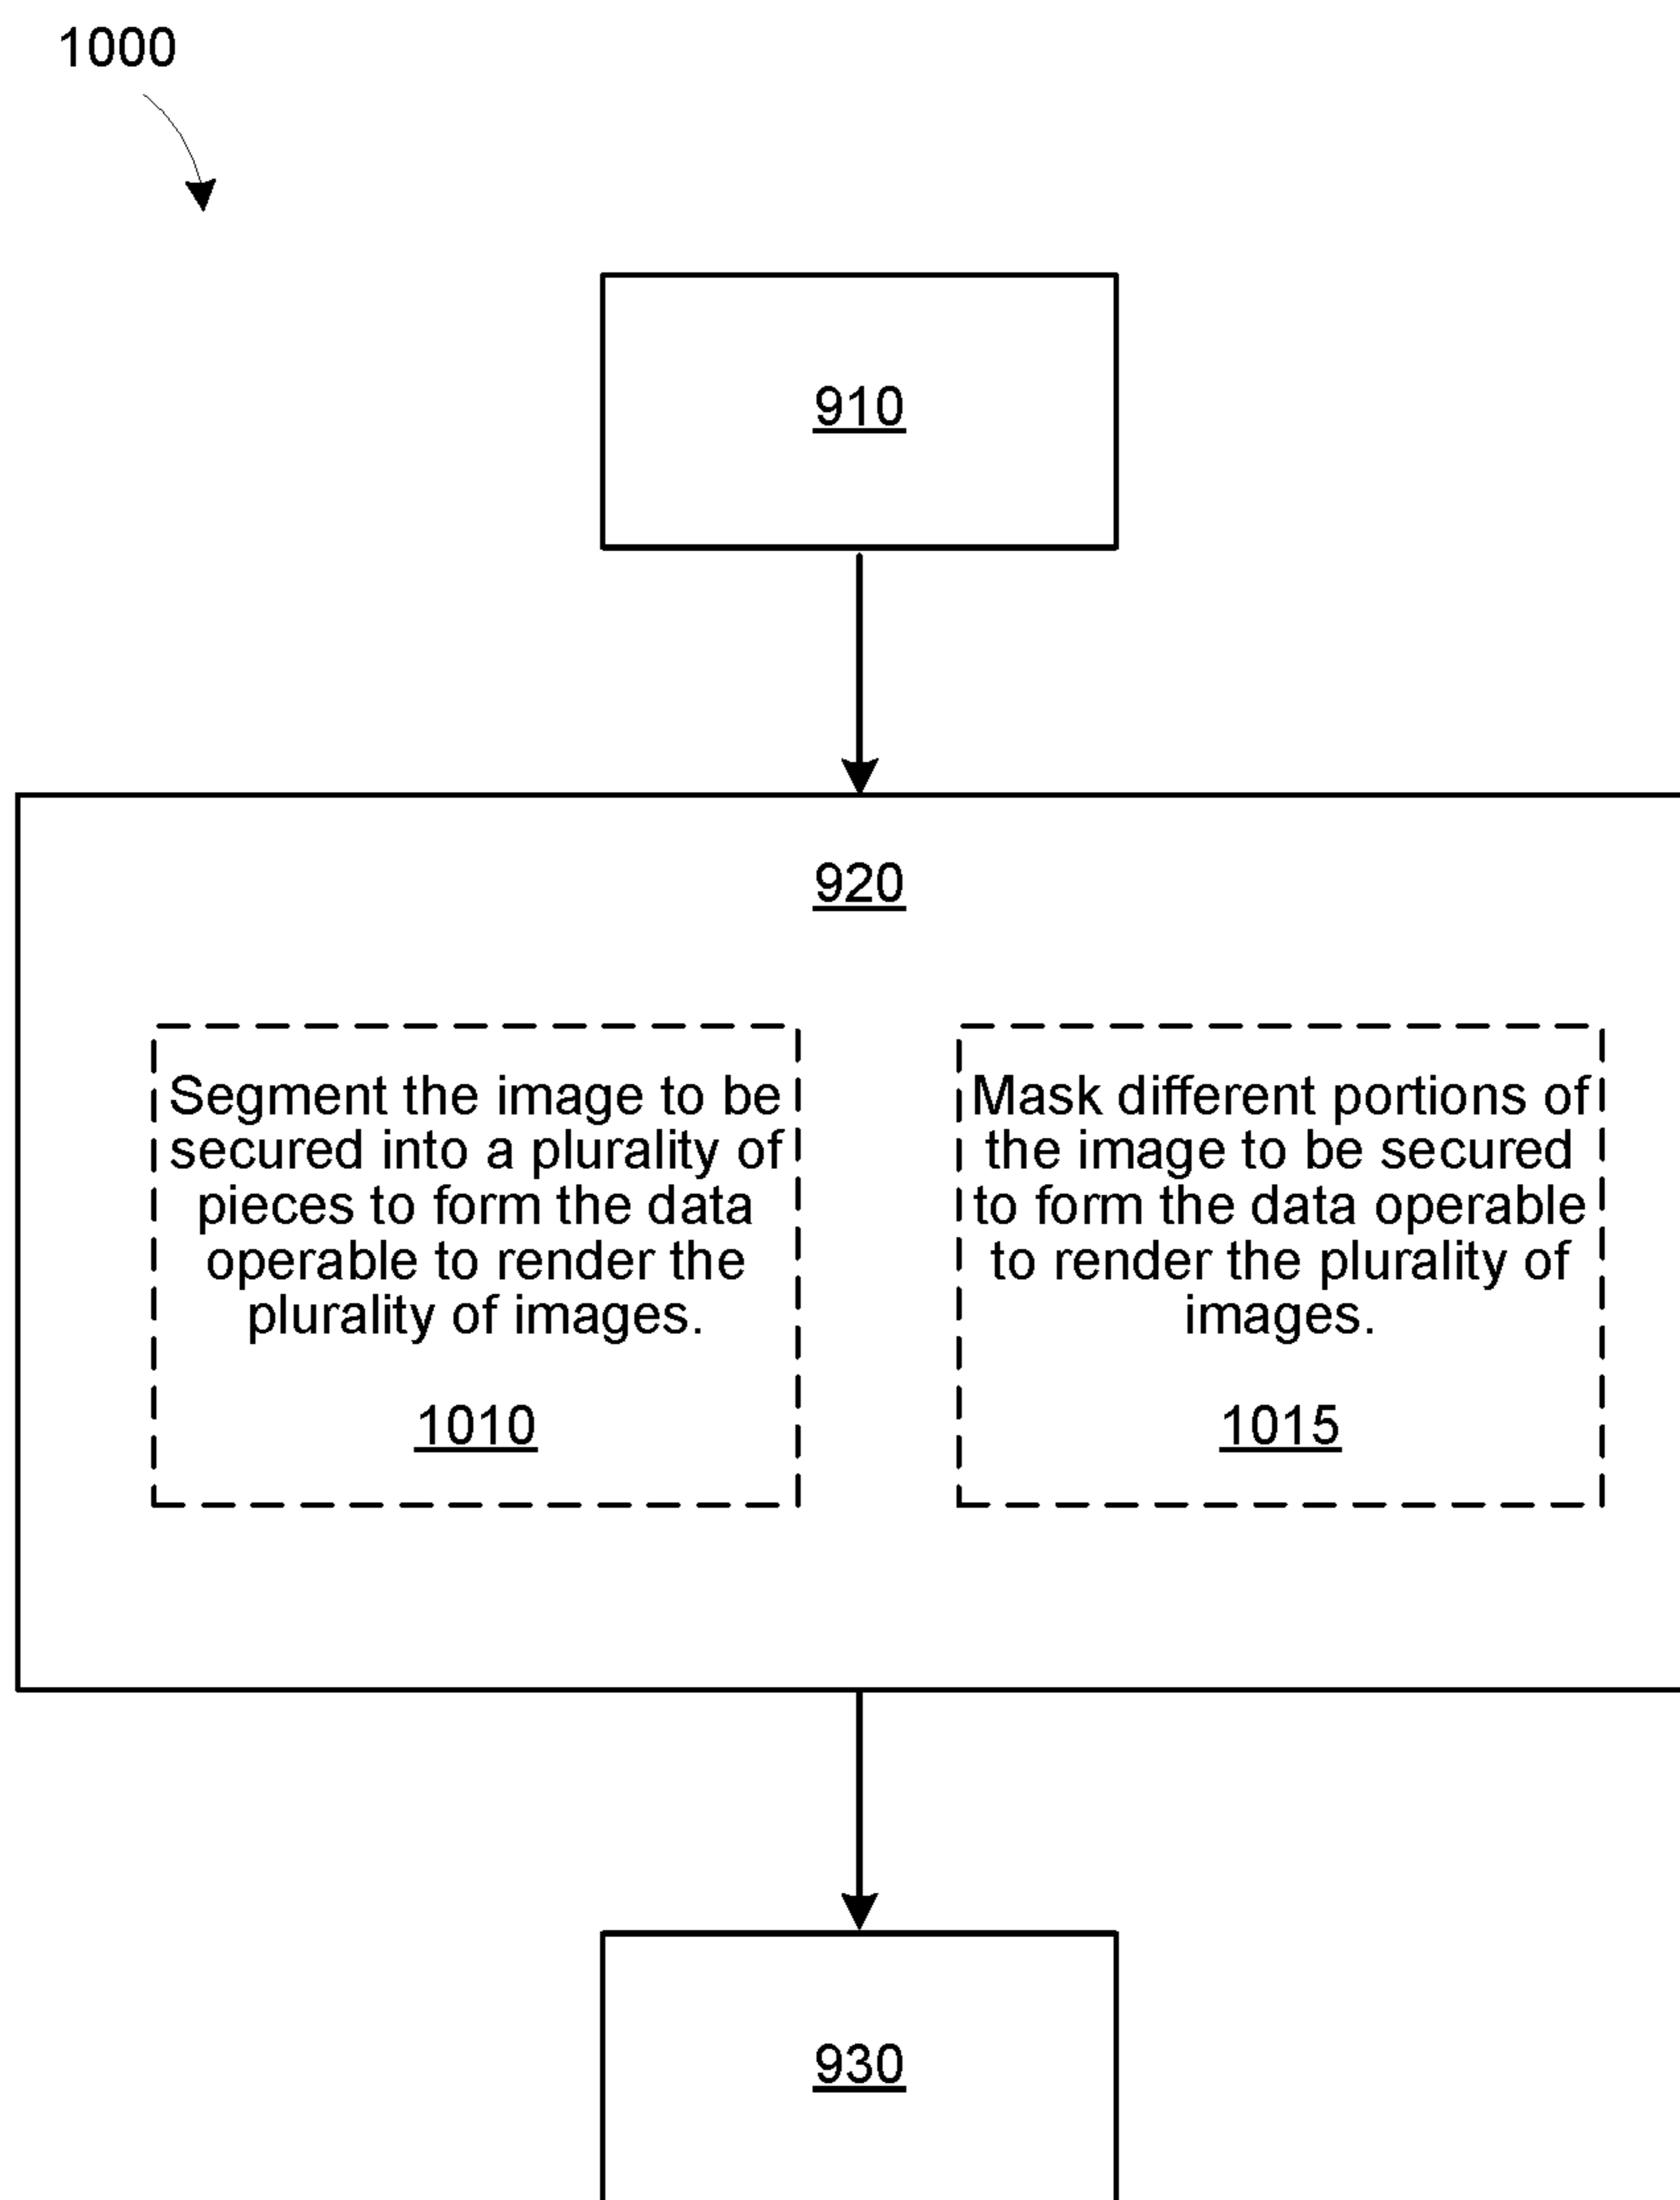 1000
910
920
Segment the image to be
secured into a plurality of
pieces to form the data
operable to render the
plurality of images.
1010
Mask different portions of
the image to be secured
to form the data operable
to render the plurality of
images.
1015
930